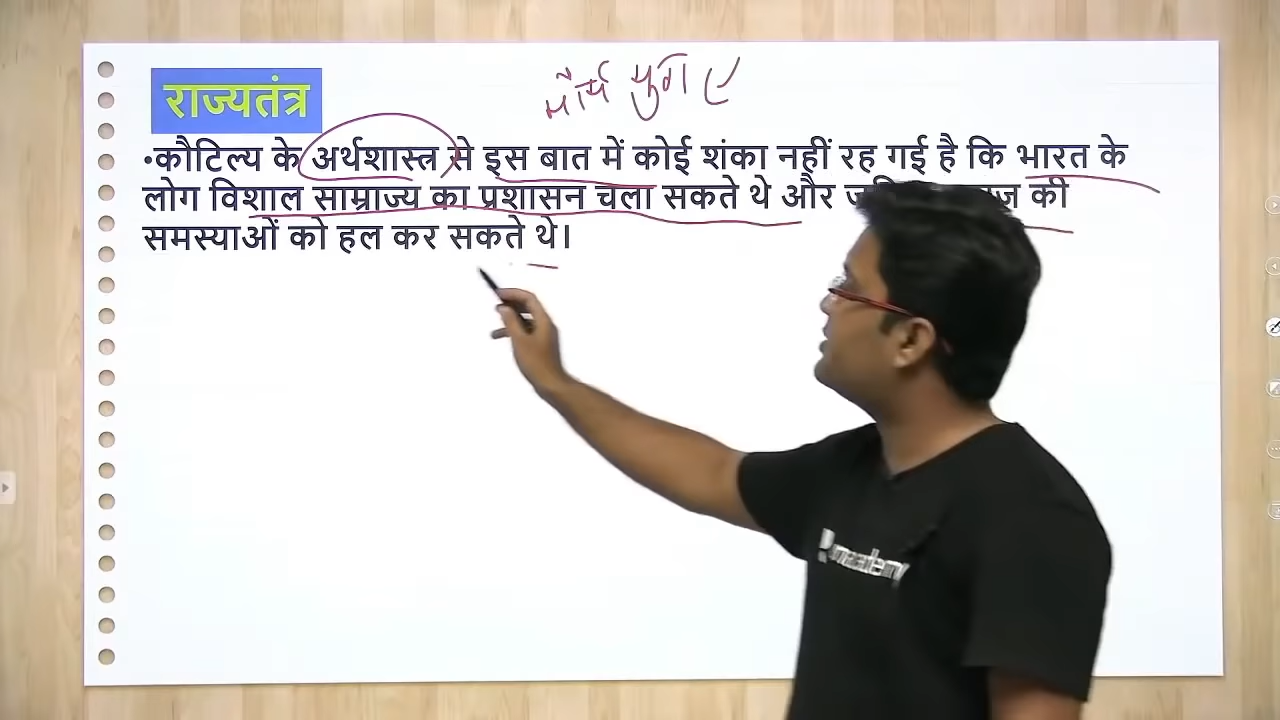 मौर्य युग
राज्यतंत्र
•कौटिल्य के अर्थशास्त्र से इस बात में कोई शंका नहीं रह गई है कि भारत के
लोग विशाल साम्राज्य का प्रशासन चला सकते थे और की
समस्याओं को हल कर सकते थे।